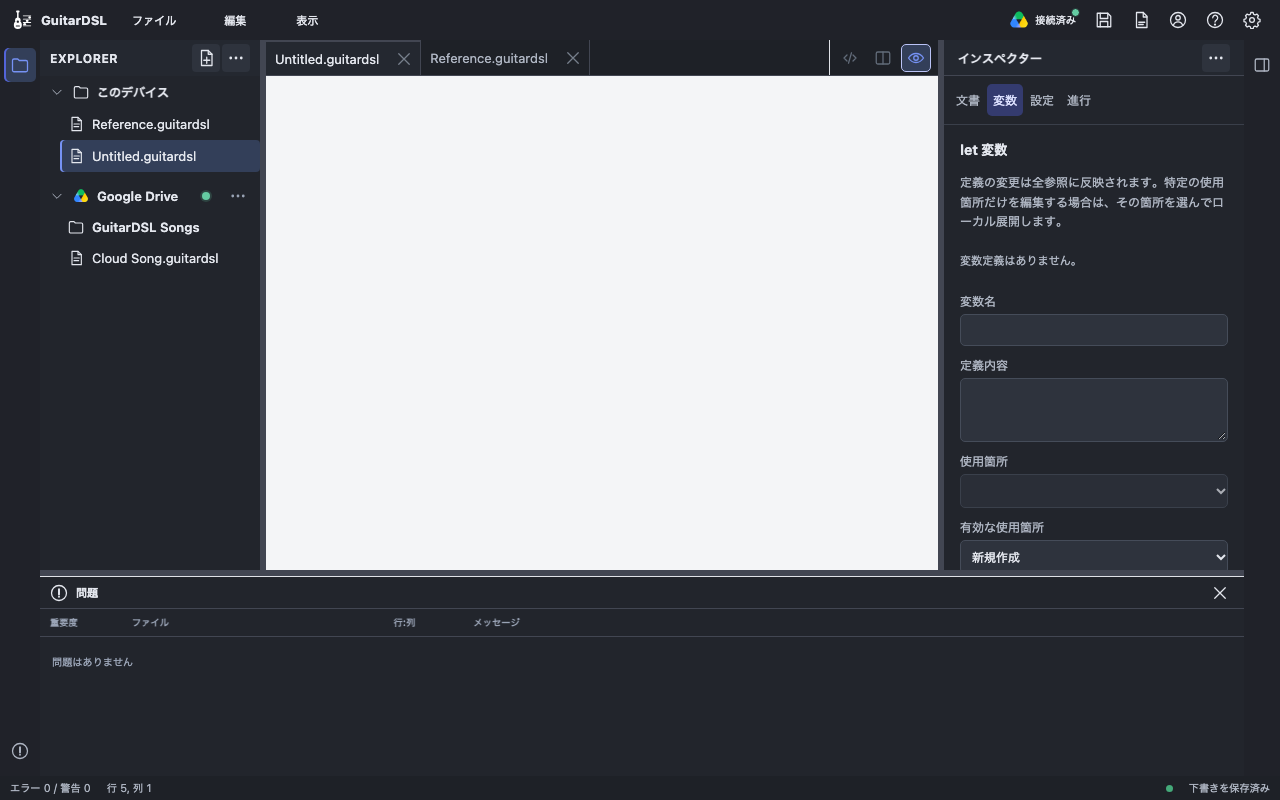 GuitarDSL ファイル 編集 表示 接続済み
EXPLORER
このデバイス
Reference.guitardsl
Untitled.guitardsl
Google Drive
GuitarDSL Songs
Cloud Song.guitardsl
Untitled.guitardsl Reference.guitardsl
インスペクター
文書 変数 設定 進行
let 変数
定義の変更は全参照に反映されます。特定の使用
箇所だけを編集する場合は、その箇所を選んでロ
ーカル展開します。
変数定義はありません。
変数名
定義内容
使用箇所
有効な使用箇所
新規作成
問題
重要度 ファイル 行:列 メッセージ
問題はありません
エラー 0 / 警告 0 行 5, 列 1 下書きを保存済み